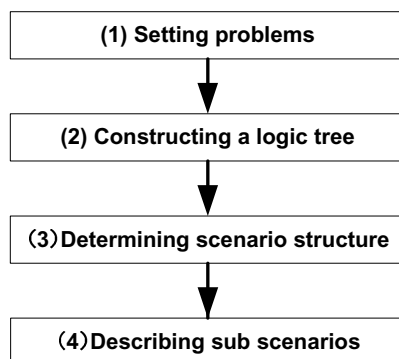 (1) Setting problems
(2) Constructing a logic tree
（3）Determining scenario structure
（4）Describing sub scenarios